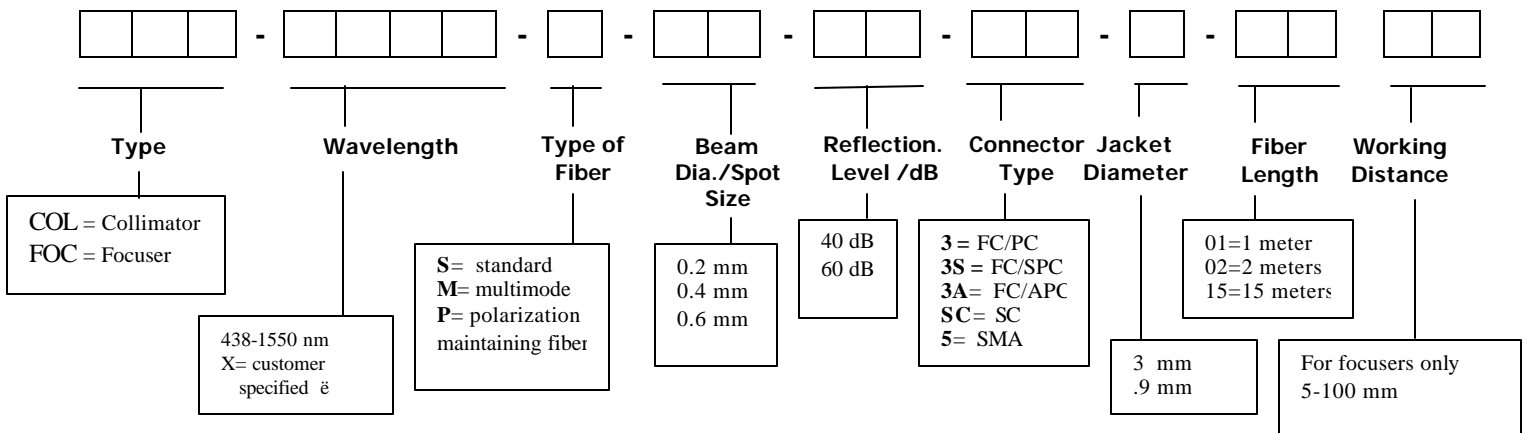 - - - - - - -
Type
Wavelength
Type of
Fiber
Beam
Dia./Spot
Size
Reflection.
Level /dB
Connector
Type
Jacket
Diameter
Fiber
Length
Working
Distance
COL = Collimator
FOC = Focuser
438-1550 nm
X= customer
specified ë
S= standard
M= multimode
P= polarization
maintaining fiber
0.2 mm
0.4 mm
0.6 mm
40 dB
60 dB
3 = FC/PC
3S = FC/SPC
3A= FC/APC
SC= SC
5= SMA
3 mm
.9 mm
01=1 meter
02=2 meters
15=15 meters
For focusers only
5-100 mm